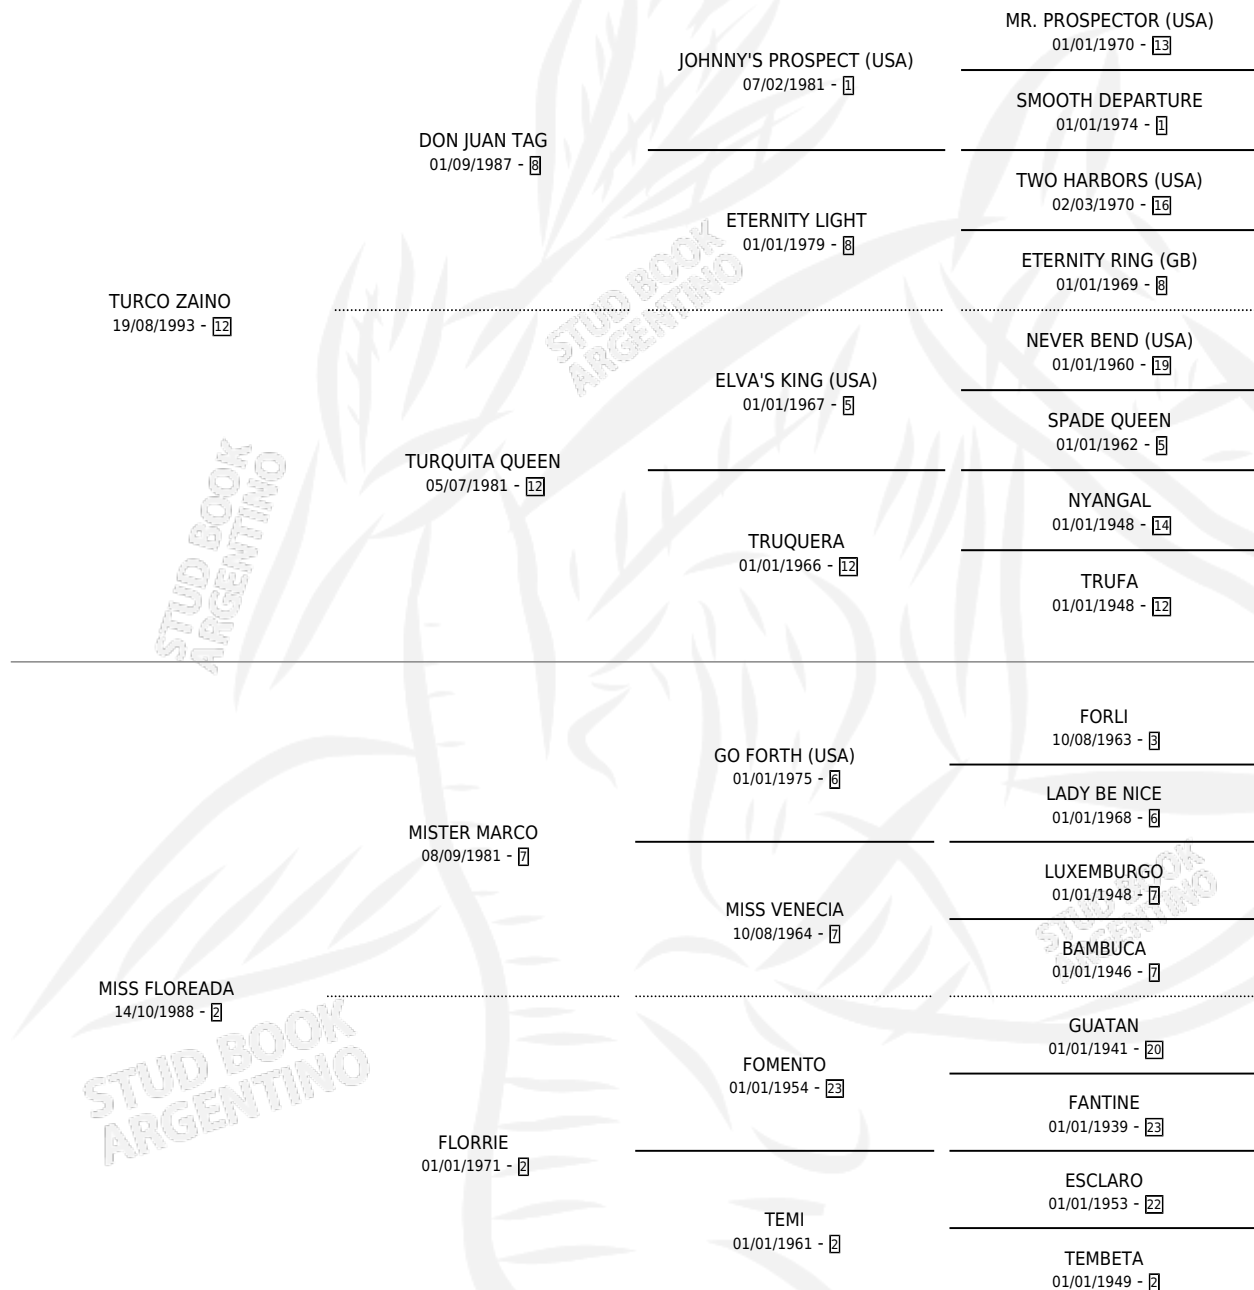 MR. PROSPECTOR (USA)
01/01/1970 - 13
JOHNNY'S PROSPECT (USA)
07/02/1981 - 1
SMOOTH DEPARTURE
01/01/1974 - 1
DON JUAN TAG
01/09/1987 - 8
TWO HARBORS (USA)
02/03/1970 - 16
ETERNITY LIGHT
01/01/1979 - 8
ETERNITY RING (GB)
01/01/1969 - 8
TURCO ZAINO
19/08/1993 - 12
NEVER BEND (USA)
01/01/1960 - 19
ELVA'S KING (USA)
01/01/1967 - 5
SPADE QUEEN
01/01/1962 - 5
TURQUITA QUEEN
05/07/1981 - 12
NYANGAL
01/01/1948 - 14
TRUQUERA
01/01/1966 - 12
TRUFA
01/01/1948 - 12
FORLI
10/08/1963 - 3
GO FORTH (USA)
01/01/1975 - 6
LADY BE NICE
01/01/1968 - 6
MISTER MARCO
08/09/1981 - 7
LUXEMBURGO
01/01/1948 - 7
MISS VENECIA
10/08/1964 - 7
BAMBUCA
01/01/1946 - 7
MISS FLOREADA
14/10/1988 - 2
GUATAN
01/01/1941 - 20
FOMENTO
01/01/1954 - 23
FANTINE
01/01/1939 - 23
FLORRIE
01/01/1971 - 2
ESCLARO
01/01/1953 - 22
TEMI
01/01/1961 - 2
TEMBETA
01/01/1949 - 2
STUD BOOK
ARGENTINO
STUD BOOK
ARGENTINO
STUD BOOK
ARGENTINO
STUD BOOK
ARGENTINO